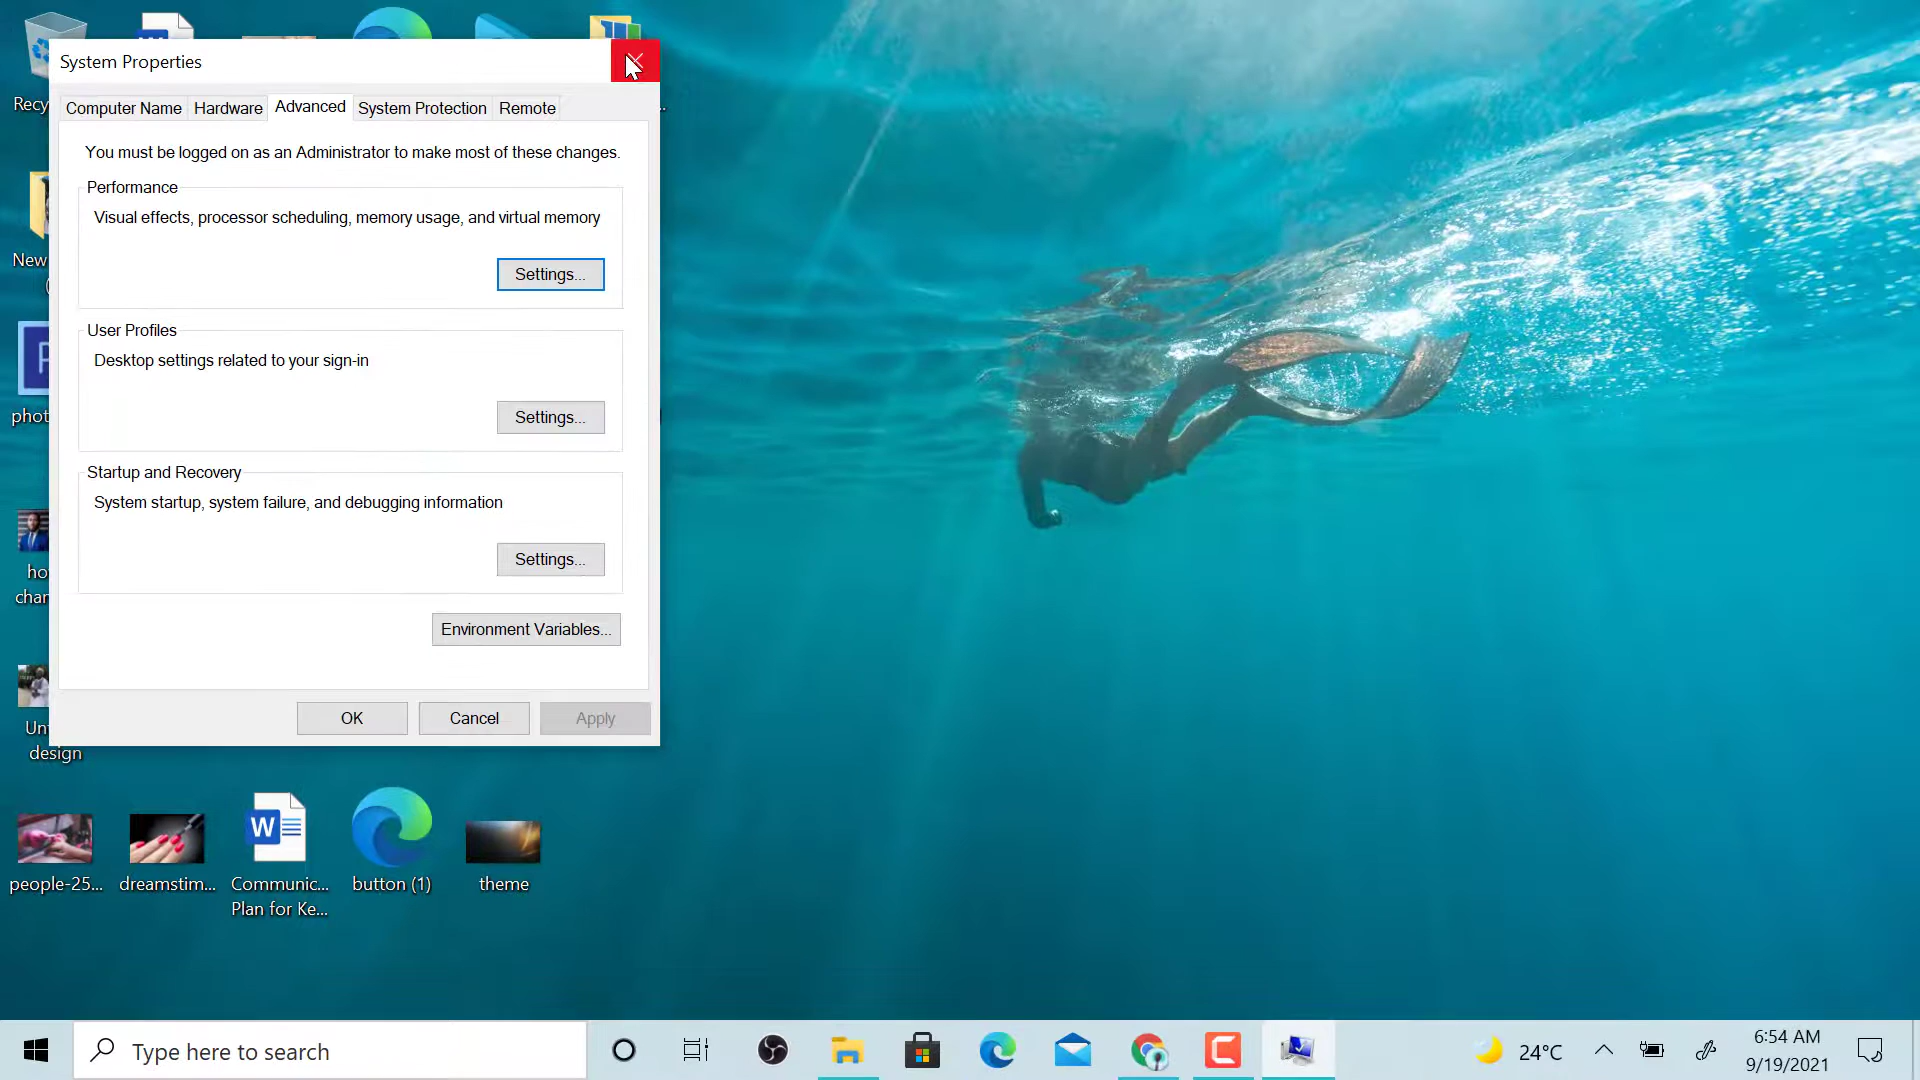 System Properties
Computer Name
Hardware
Advanced
System Protection
Remote
You must be logged on as an Administrator to make most of these changes.
Performance
Visual effects, processor scheduling, memory usage, and virtual memory
Settings...
User Profiles
Desktop settings related to your sign-in
Settings...
Startup and Recovery
System startup, system failure, and debugging information
Settings...
Environment Variables...
OK
Cancel
Apply
Recy
New
phot
ho
char
design
people-25...
dreamstim...
Communic...
Plan for Ke...
button (1)
theme
Type here to search
24°C
6:54 AM
9/19/2021